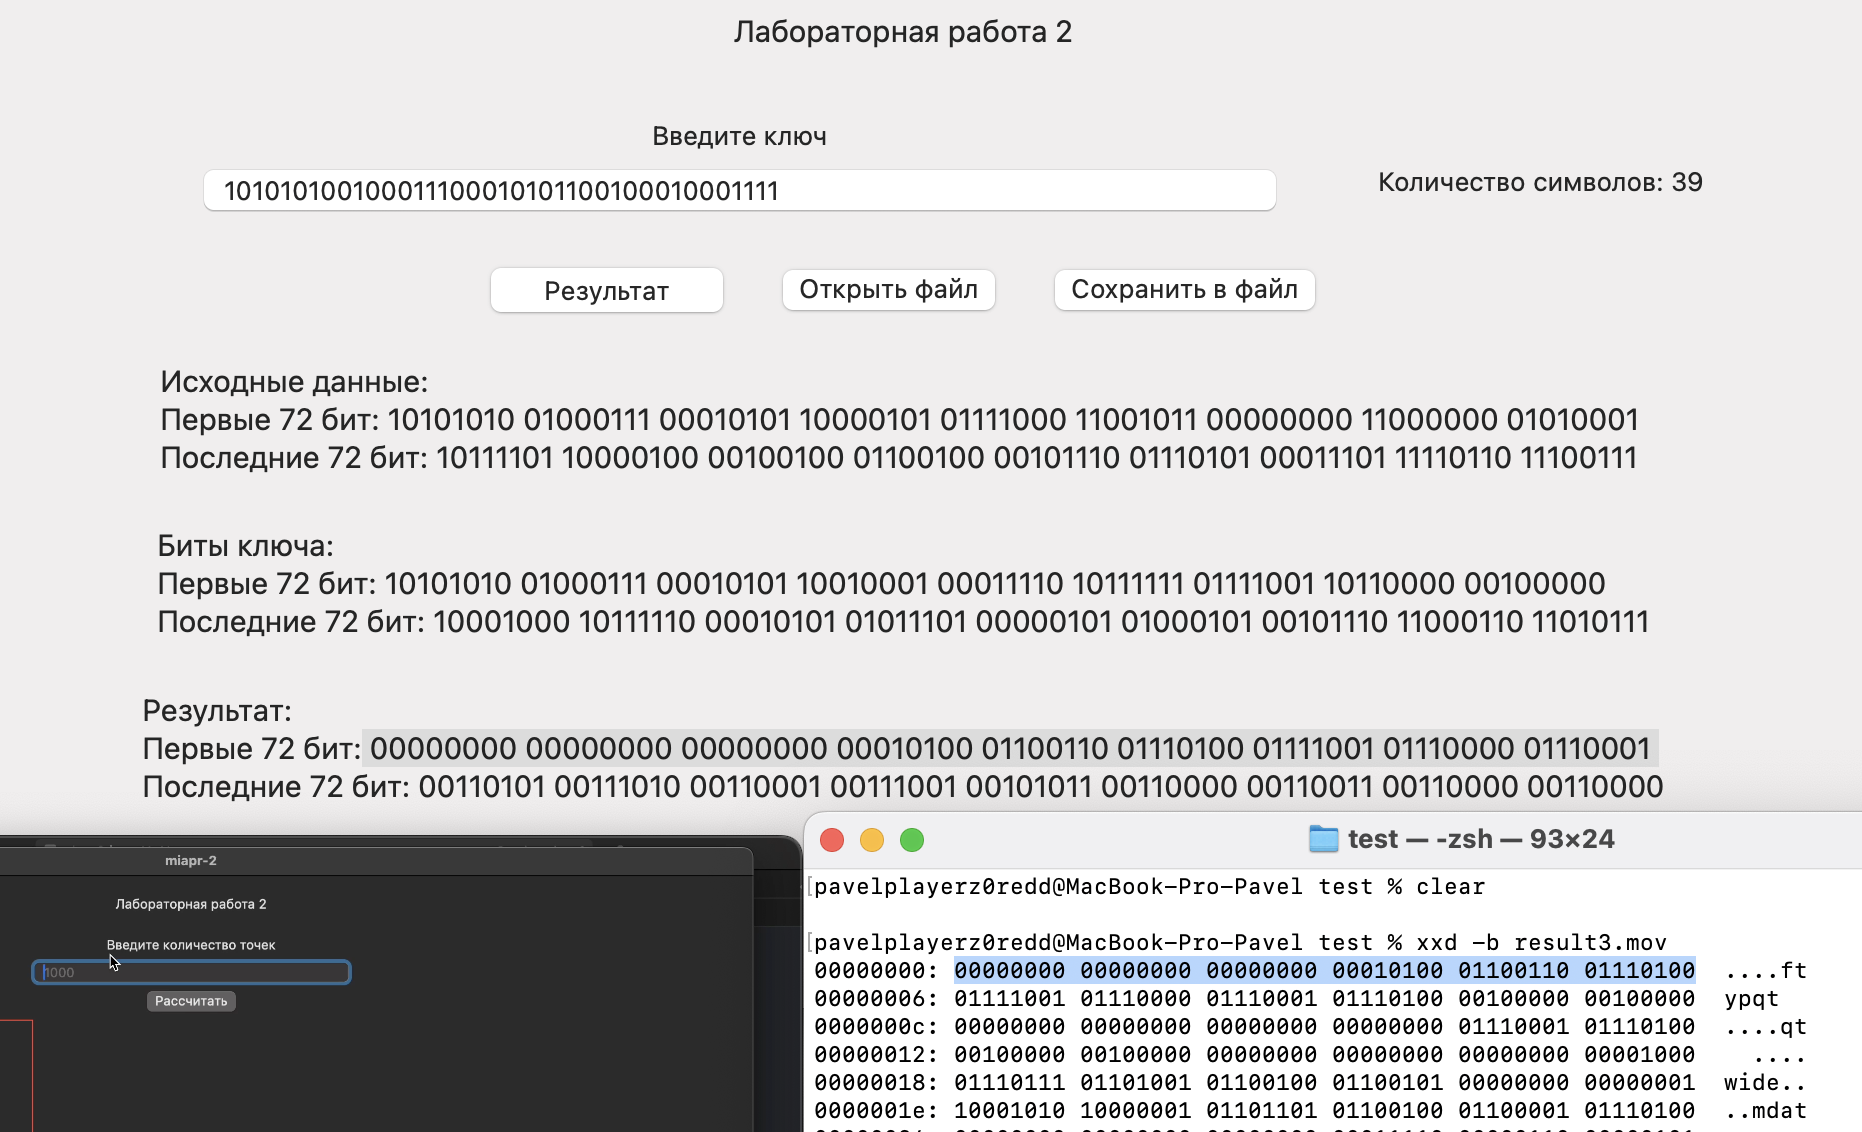 Лабораторная работа 2
Введите ключ
101010100100011100010101100100010001111
Количество символов: 39
Результат
Открыть файл
Сохранить в файл
Исходные данные:
Первые 72 бит: 10101010 01000111 00010101 10000101 01111000 11001011 00000000 11000000 01010001
Последние 72 бит: 10111101 10000100 00100100 01100100 00101110 01110101 00011101 11110110 11100111
Биты ключа:
Первые 72 бит: 10101010 01000111 00010101 10010001 00011110 10111111 01111001 10110000 00100000
Последние 72 бит: 10001000 10111110 00010101 01011101 00000101 01000101 00101110 11000110 11010111
Результат:
Первые 72 бит: 00000000 00000000 00000000 00010100 01100110 01110100 01111001 01110000 01110001
Последние 72 бит: 00110101 00111010 00110001 00111001 00101011 00110000 00110011 00110000 00110000
miapr-2
Лабораторная работа 2
Введите количество точек
1000
Рассчитать
test — -zsh — 93×24
[pavelplayerz0redd@MacBook-Pro-Pavel test % clear
[pavelplayerz0redd@MacBook-Pro-Pavel test % xxd -b result3.mov
00000000: 00000000 00000000 00000000 00010100 01100110 01110100 ....ft
00000006: 01111001 01110000 01110001 01110100 00100000 00100000 ypqt
0000000c: 00000000 00000000 00000000 00000000 01110001 01110100 ....qt
00000012: 00100000 00100000 00000000 00000000 00000000 00001000 ....
00000018: 01110111 01101001 01100100 01100101 00000000 00000001 wide..
0000001e: 10001010 10000001 01101101 01100100 01100001 01110100 ..mdat